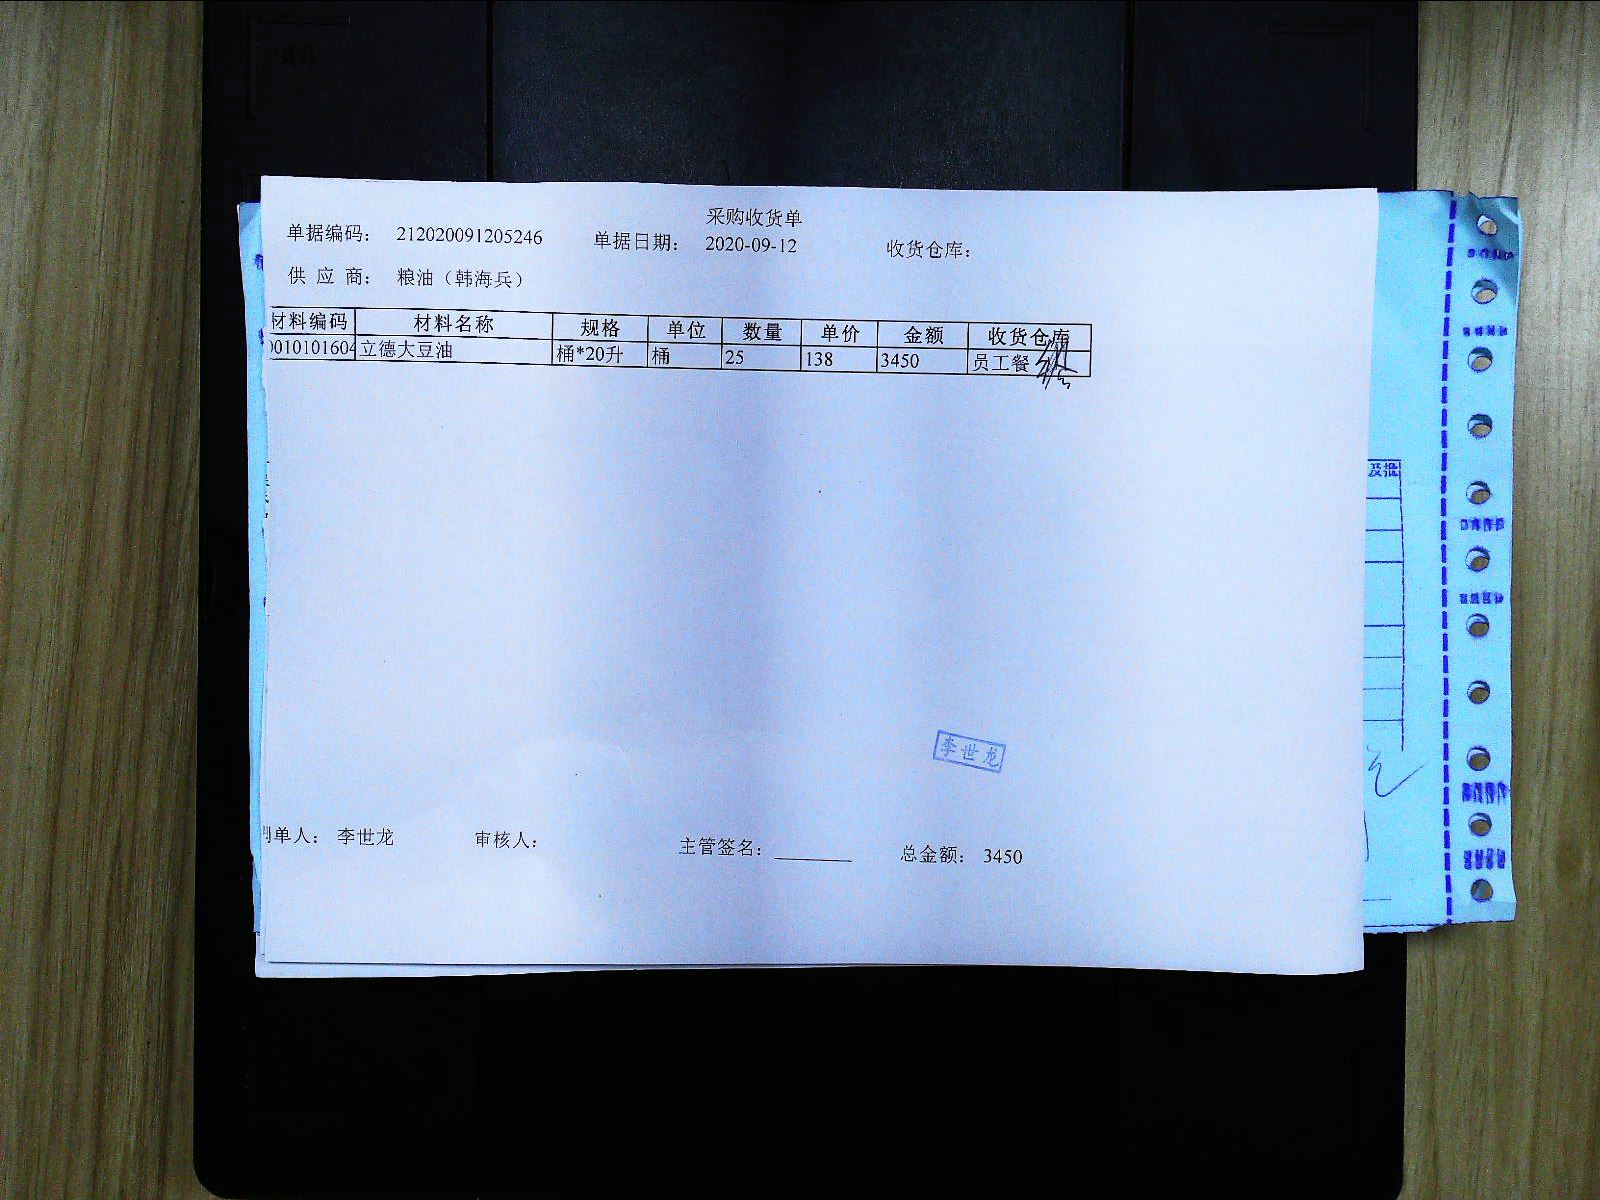 采购收货单
单据编码： 212020091205246 单据日期： 2020-09-12 收货仓库：
供 应 商： 粮油（韩海兵）
材料编码 材料名称 规格 单位 数量 单价 金额 收货仓库
0010101604 立德大豆油 桶*20升 桶 25 138 3450 员工餐
李世龙
制单人： 李世龙 审核人： 主管签名： 总金额： 3450
及批